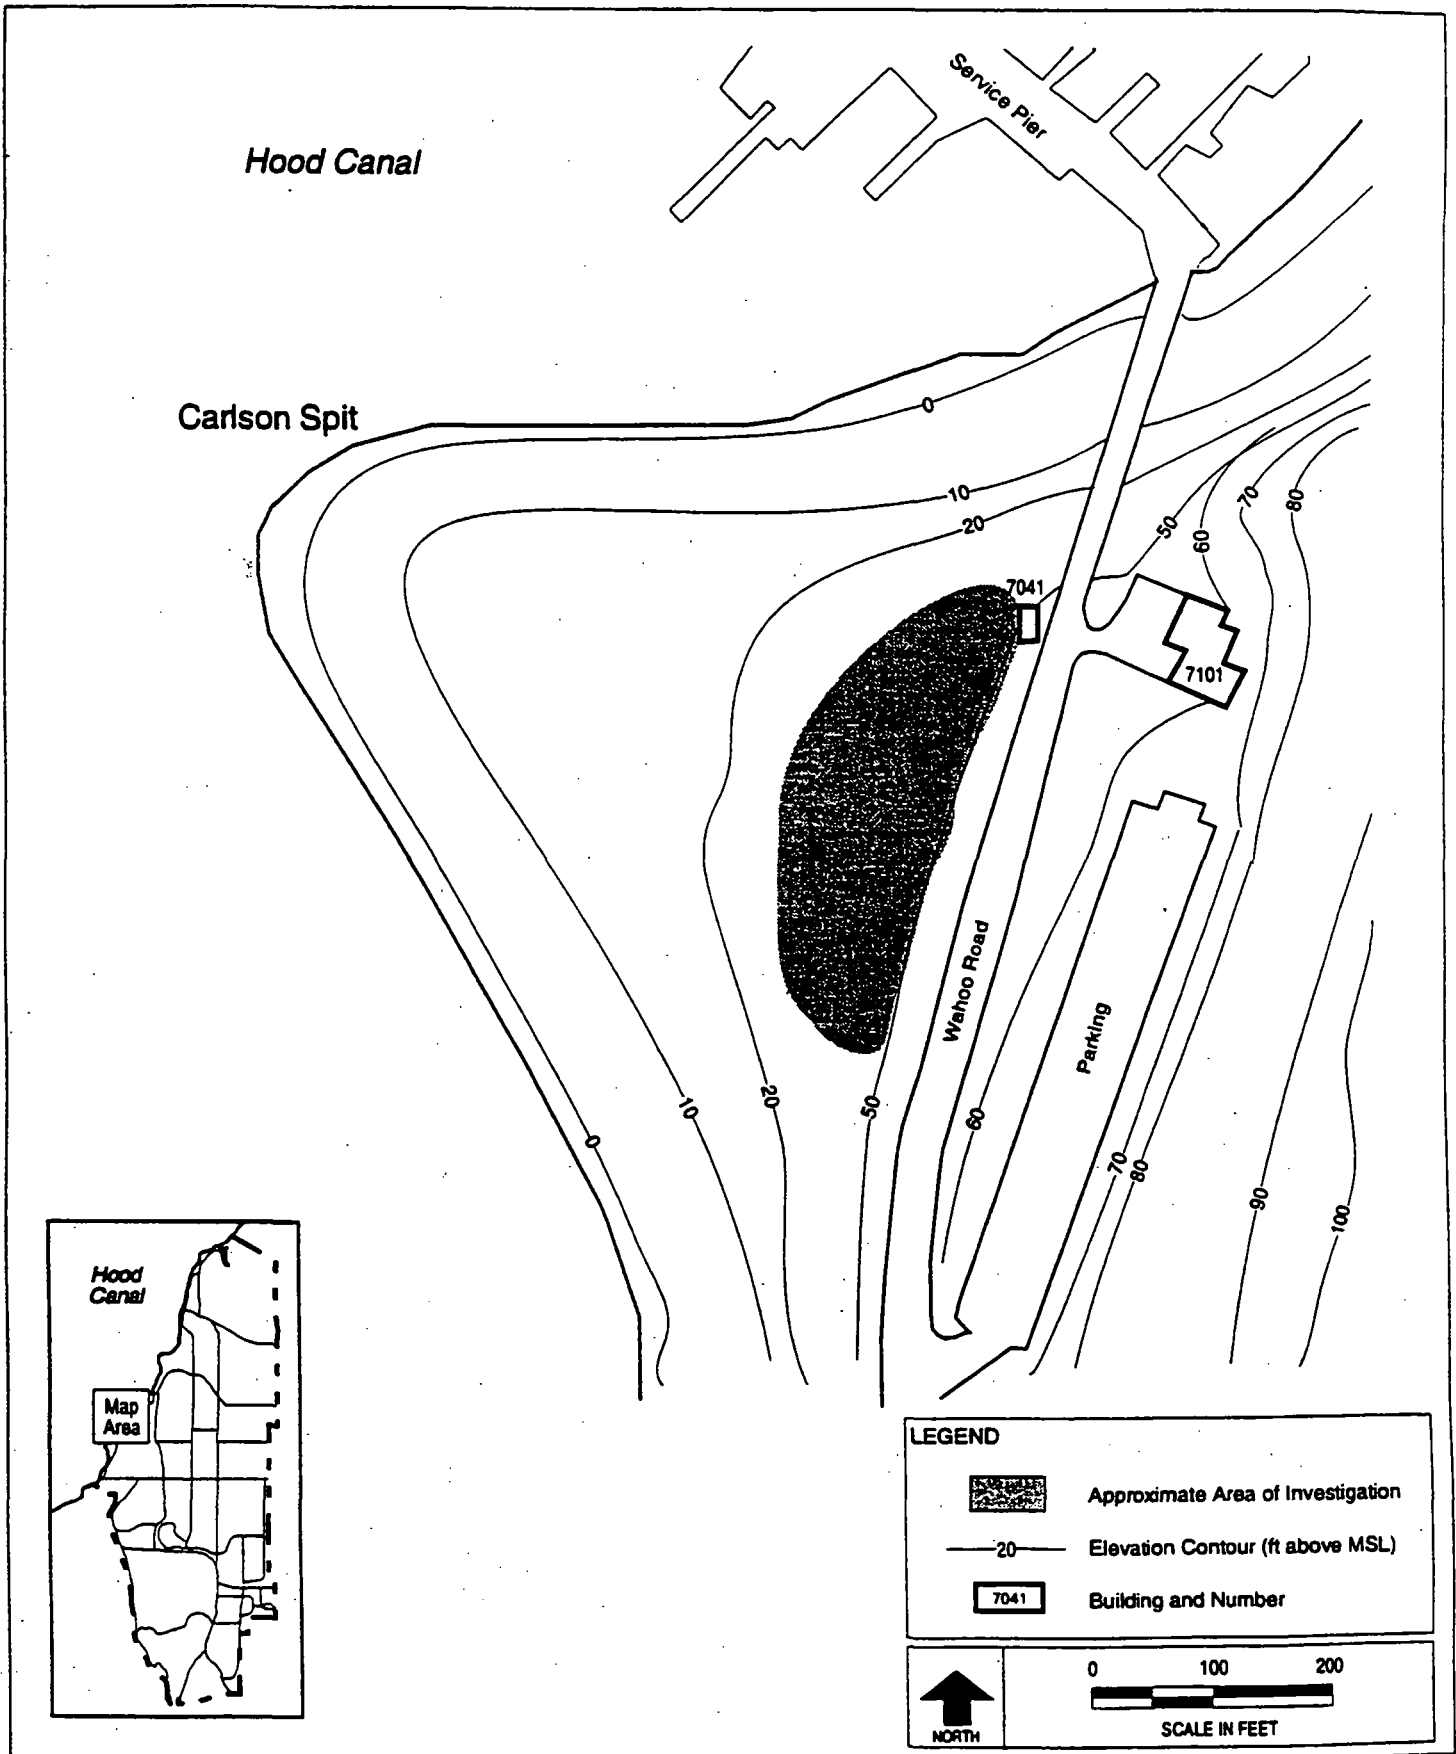 Service Pier
Hood Canal
Carlson Spit
0
10
20
50
60
70
80
7041
7101
Wahoo Road
Parking
0
10
20
50
60
70
80
90
100
Hood
Canal
Map
Area
LEGEND
Approximate Area of Investigation
20
Elevation Contour (ft above MSL)
7041
Building and Number
NORTH
0
100
200
SCALE IN FEET